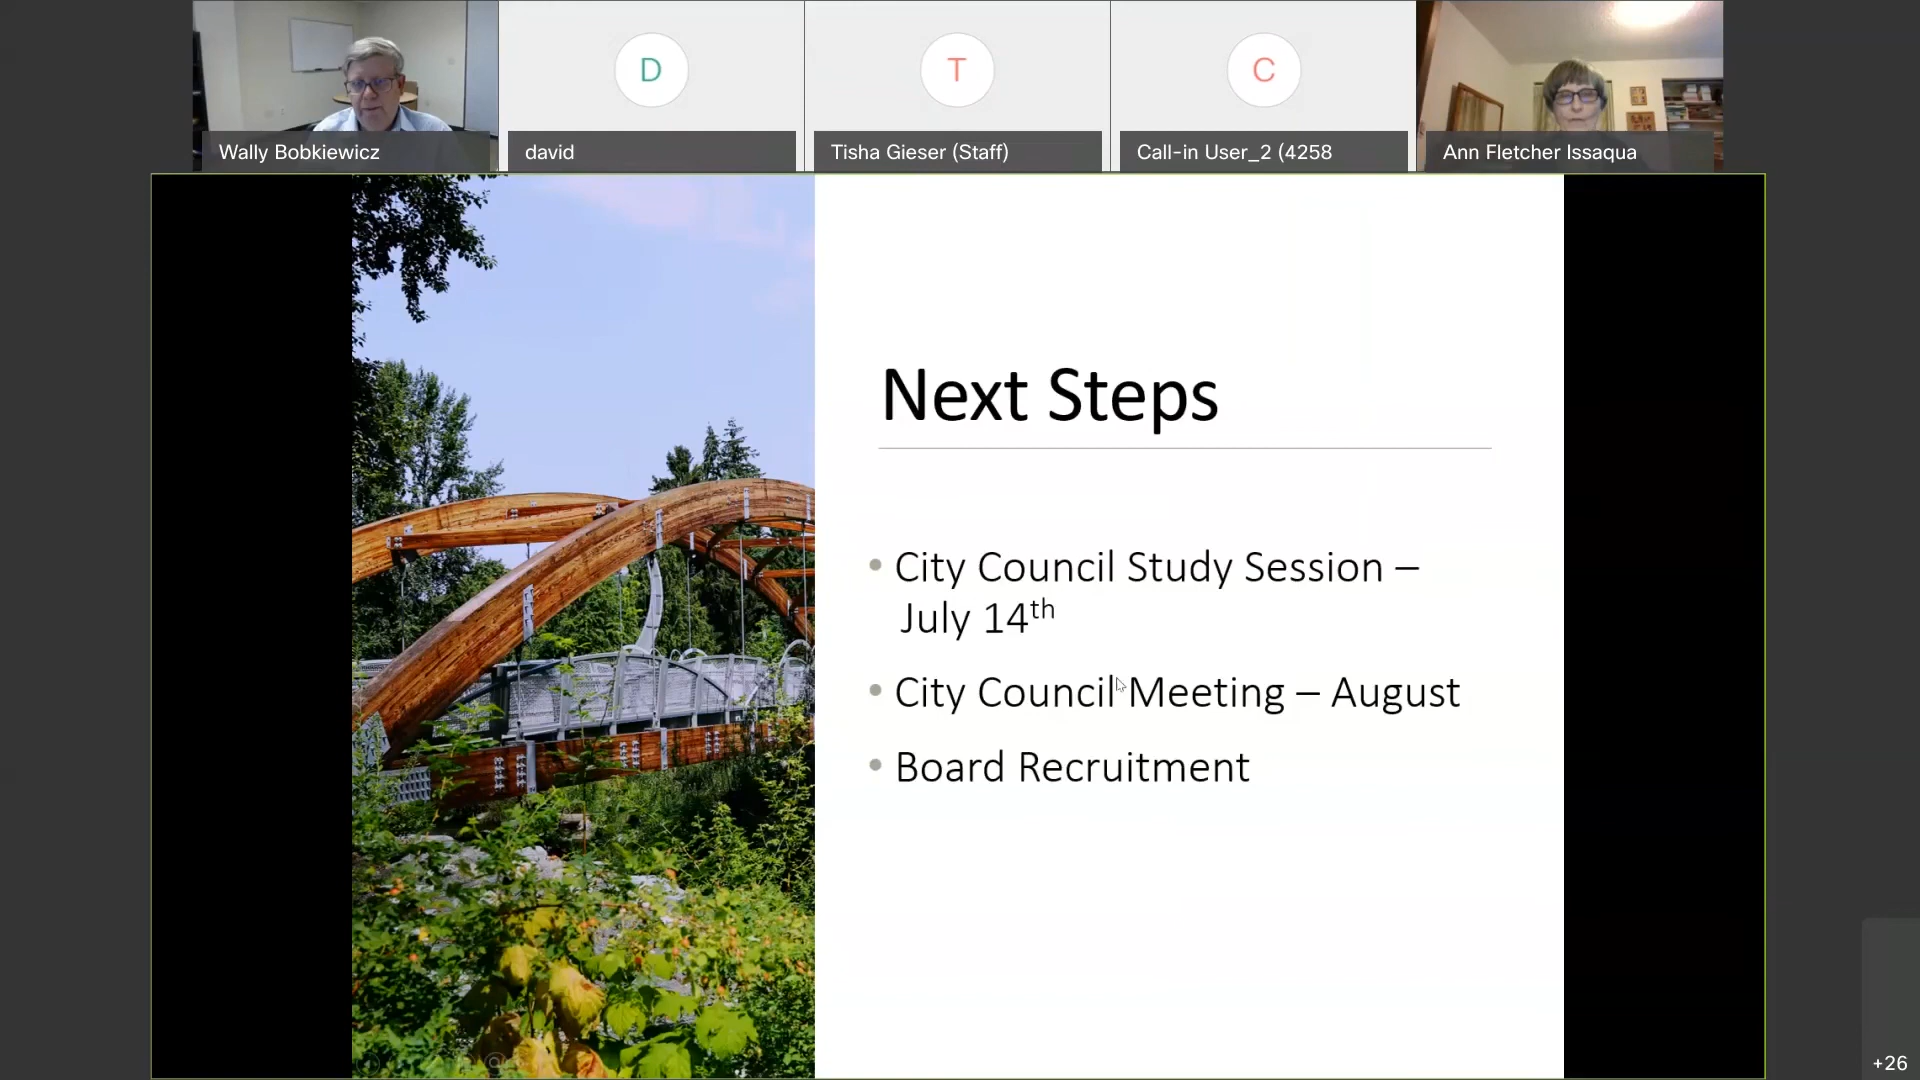 D
T
C
Wally Bobkiewicz
david
Tisha Gieser (Staff)
Call-in User_2 (4258
Ann Fletcher Issaqua
Next Steps
• City Council Study Session –
July 14th
• City Council Meeting – August
• Board Recruitment
+26